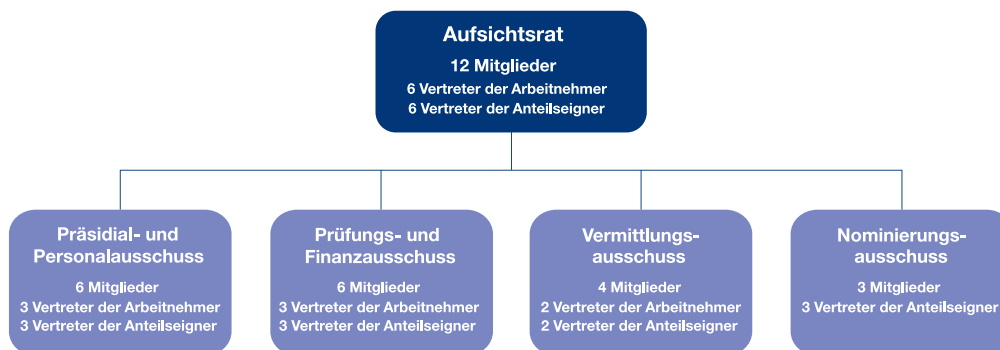 Aufsichtsrat
12 Mitglieder
6 Vertreter der Arbeitnehmer
6 Vertreter der Anteilseigner
Präsidial- und
Personalausschuss
6 Mitglieder
3 Vertreter der Arbeitnehmer
3 Vertreter der Anteilseigner
Prüfungs- und
Finanzausschuss
6 Mitglieder
3 Vertreter der Arbeitnehmer
3 Vertreter der Anteilseigner
Vermittlungs-
ausschuss
4 Mitglieder
2 Vertreter der Arbeitnehmer
2 Vertreter der Anteilseigner
Nominierungs-
ausschuss
3 Mitglieder
3 Vertreter der Anteilseigner